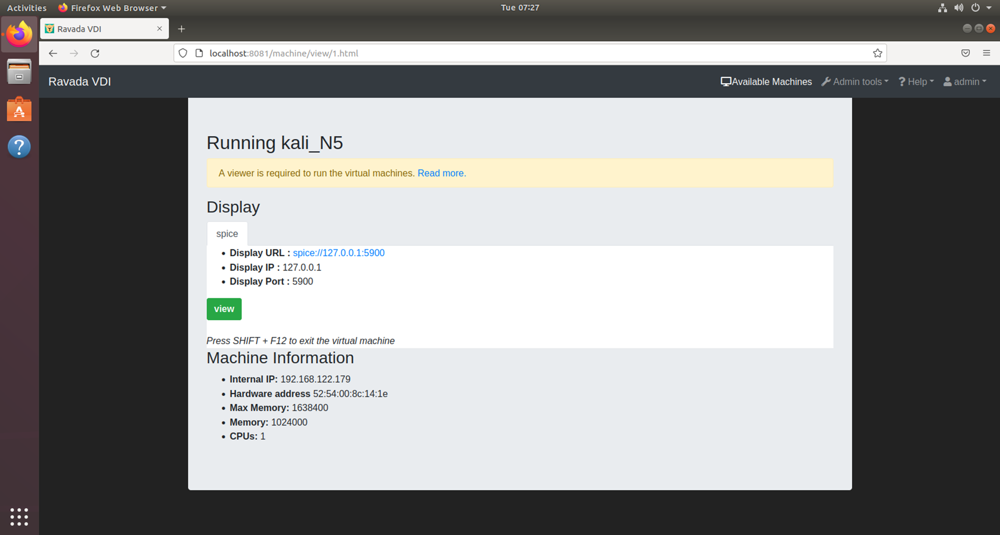 Activities Firefox Web Browser Tue 07:27
Ravada VDI
localhost:8081/machine/view/1.html
Ravada VDI Available Machines Admin tools Help admin
Running kali_N5
A viewer is required to run the virtual machines. Read more.
Display
spice
Display URL : spice://127.0.0.1:5900
Display IP : 127.0.0.1
Display Port : 5900
view
Press SHIFT + F12 to exit the virtual machine
Machine Information
Internal IP: 192.168.122.179
Hardware address 52:54:00:8c:14:1e
Max Memory: 1638400
Memory: 1024000
CPUs: 1